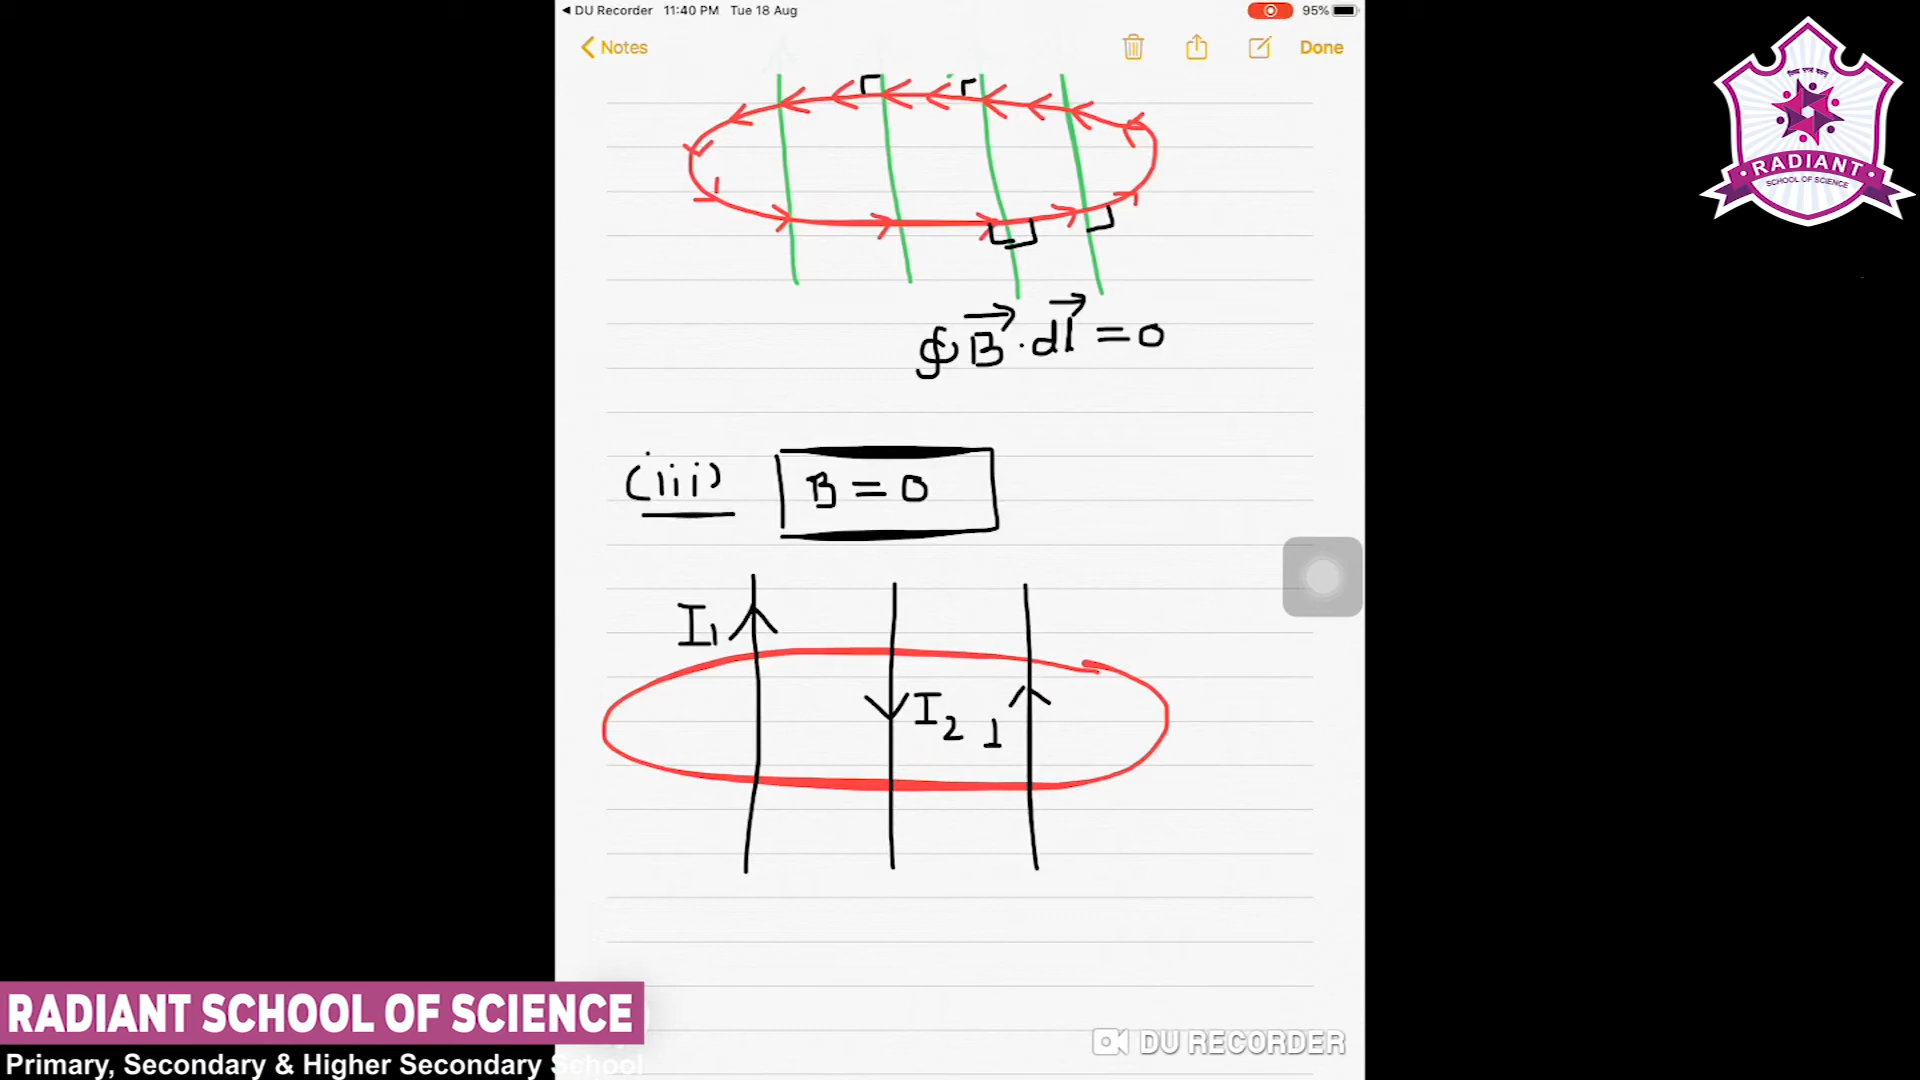 DU Recorder 11:40 PM Tue 18 Aug 95%
Notes Done
RADIANT
SCHOOL OF SCIENCE
∮ B⃗ · dl⃗ = 0
(iii) B = 0
I₁
I₂ I
RADIANT SCHOOL OF SCIENCE
Primary, Secondary & Higher Secondary School
DU RECORDER